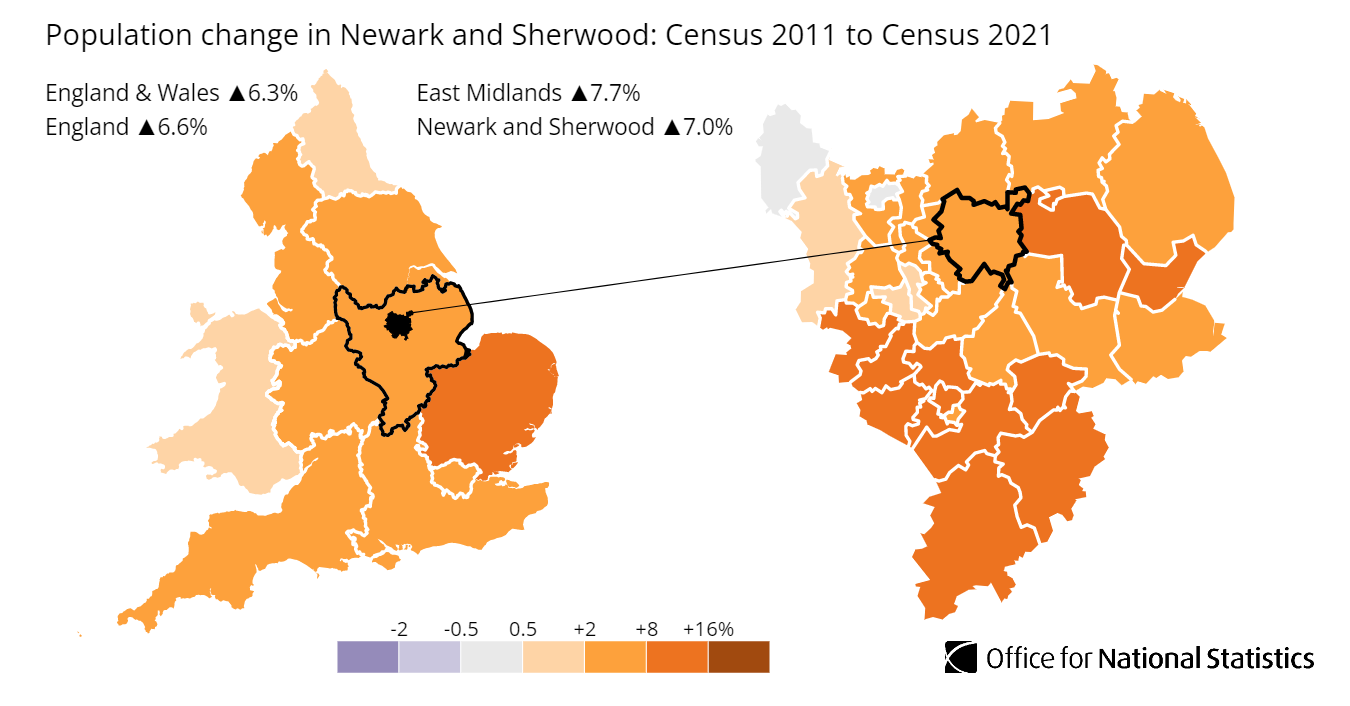 Population change in Newark and Sherwood: Census 2011 to Census 2021
England & Wales ▲6.3%
England ▲6.6%
East Midlands ▲7.7%
Newark and Sherwood ▲7.0%
-2 -0.5 0.5 +2 +8 +16%
Office for National Statistics